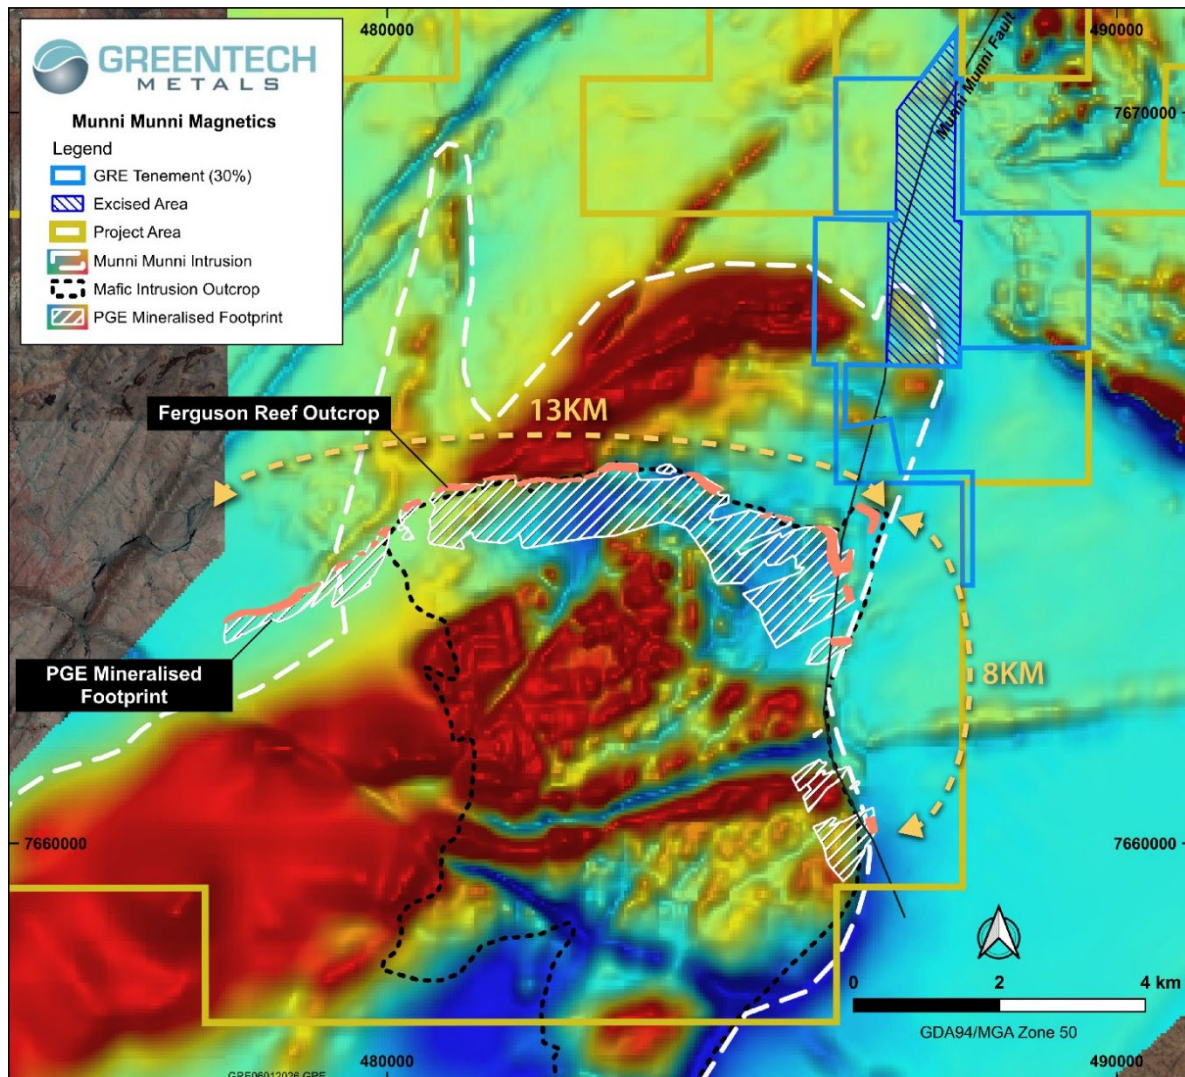 480000
490000
GREENTECH
METALS
Munni Munni Magnetics
Legend
GRE Tenement (30%)
Excised Area
Project Area
Munni Munni Intrusion
Mafic Intrusion Outcrop
PGE Mineralised Footprint
Munni Munni Fault
7670000
Ferguson Reef Outcrop
13KM
PGE Mineralised
Footprint
8KM
7660000
7660000
0 2 4 km
GDA94/MGA Zone 50
480000
490000